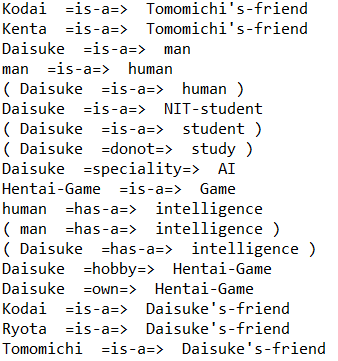 Kodai =is-a=> Tomomichi's-friend
Kenta =is-a=> Tomomichi's-friend
Daisuke =is-a=> man
man =is-a=> human
( Daisuke =is-a=> human )
Daisuke =is-a=> NIT-student
( Daisuke =is-a=> student )
( Daisuke =donot=> study )
Daisuke =speciality=> AI
Hentai-Game =is-a=> Game
human =has-a=> intelligence
( man =has-a=> intelligence )
( Daisuke =has-a=> intelligence )
Daisuke =hobby=> Hentai-Game
Daisuke =own=> Hentai-Game
Kodai =is-a=> Daisuke's-friend
Ryota =is-a=> Daisuke's-friend
Tomomichi =is-a=> Daisuke's-friend